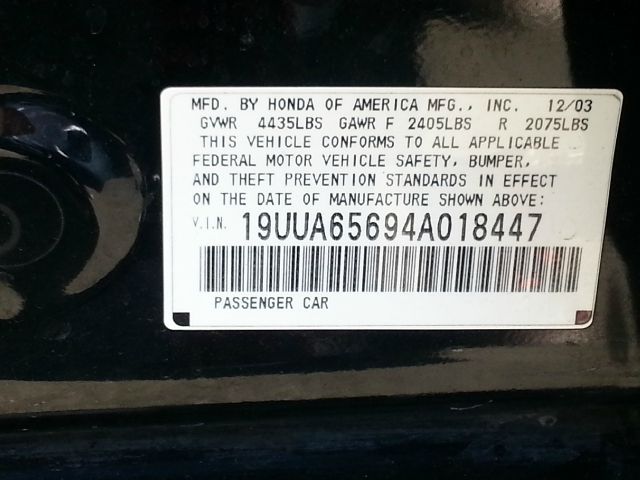 MFD. BY HONDA OF AMERICA MFG., INC. 12/03
GVWR 4435LBS GAWR F 2405LBS R 2075LBS
THIS VEHICLE CONFORMS TO ALL APPLICABLE
FEDERAL MOTOR VEHICLE SAFETY, BUMPER,
AND THEFT PREVENTION STANDARDS IN EFFECT
ON THE DATE OF MANUFACTURE SHOWN ABOVE:
V.I.N. 19UUA65694A018447
PASSENGER CAR